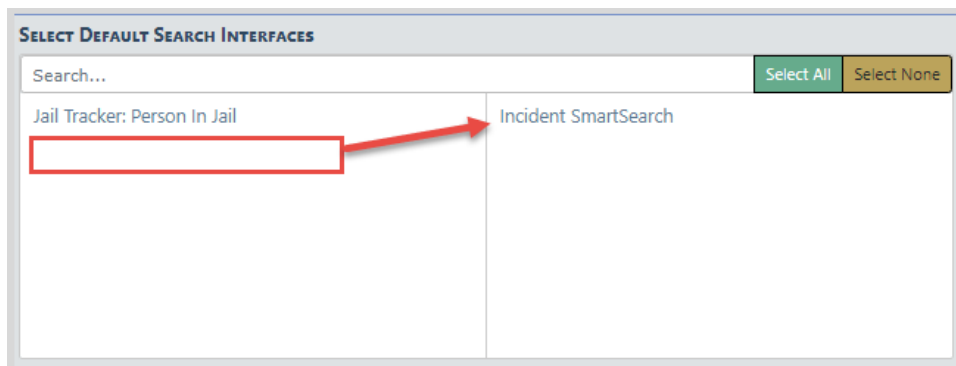 Select Default Search Interfaces
Search...
Select All
Select None
Jail Tracker: Person In Jail
Incident SmartSearch